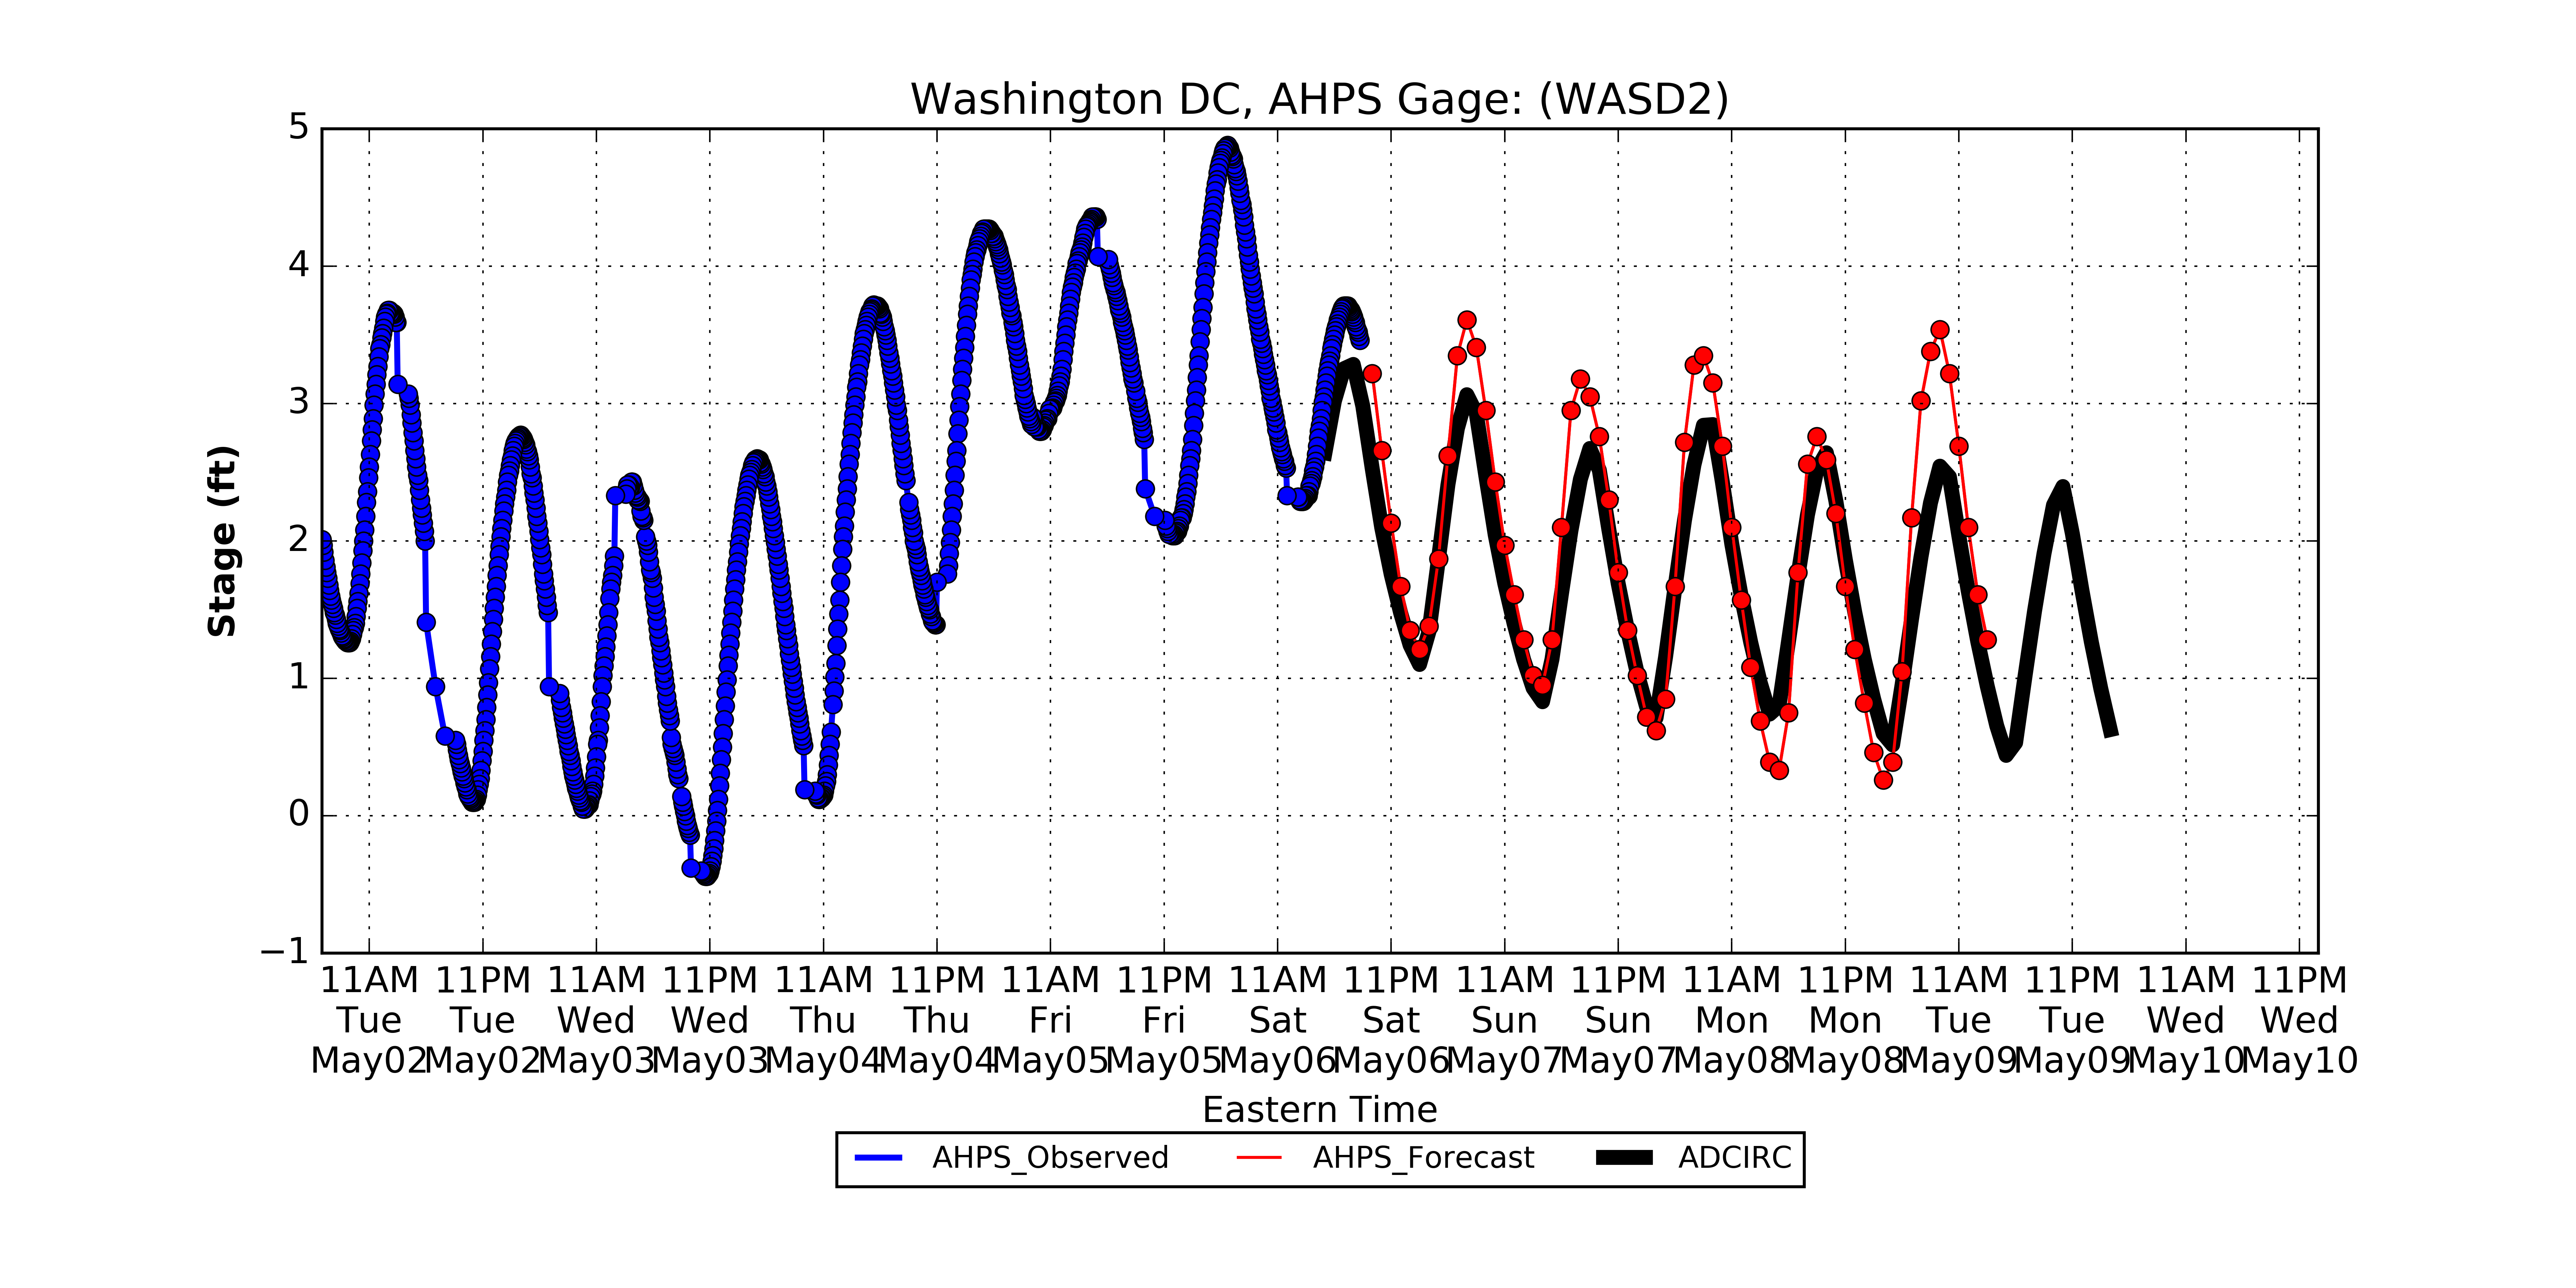 Washington DC, AHPS Gage: (WASD2)
5
4
3
2
1
0
−1
Stage (ft)
11AM 11PM 11AM 11PM 11AM 11PM 11AM 11PM 11AM 11PM 11AM 11PM 11AM 11PM 11AM 11PM 11AM 11PM
Tue Tue Wed Wed Thu Thu Fri Fri Sat Sat Sun Sun Mon Mon Tue Tue Wed Wed
May02 May02 May03 May03 May04 May04 May05 May05 May06 May06 May07 May07 May08 May08 May09 May09 May10 May10
Eastern Time
AHPS_Observed AHPS_Forecast ADCIRC